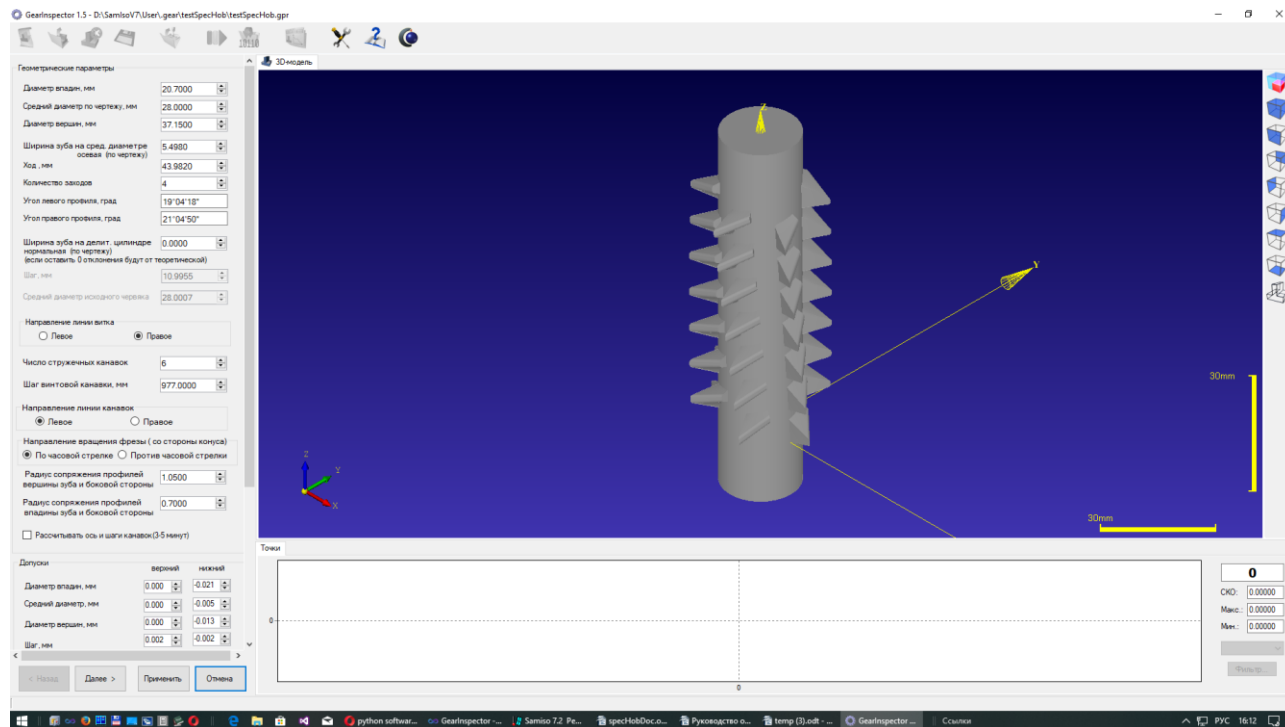 GearInspector 1.5 - D:\SamIsoV7\User\.gear\testSpecHob\testSpecHob.gpr
3D-модель
Геометрические параметры
Диаметр впадин, мм 20.7000
Средний диаметр по чертежу, мм 28.0000
Диаметр вершин, мм 37.1500
Ширина зуба на сред. диаметре осевая (по чертежу) 5.4980
Ход , мм 43.9820
Количество заходов 4
Угол левого профиля, град 19°04'18"
Угол правого профиля, град 21°04'50"
Ширина зуба на делит. цилиндре 0.0000
нормальная (по чертежу)
(если оставить 0 отклонения будут от теоретической)
Шаг, мм 10.9955
Средний диаметр исходного червяка 28.0007
Направление линии витка
Левое Правое
Число стружечных канавок 6
Шаг винтовой канавки, мм 977.0000
Направление линии канавок
Левое Правое
Направление вращения фрезы ( со стороны конуса)
По часовой стрелке Против часовой стрелки
Радиус сопряжения профилей
вершины зуба и боковой стороны 1.0500
Радиус сопряжения профилей
впадины зуба и боковой стороны 0.7000
Рассчитывать ось и шаги канавок(3-5 минут)
Допуски
верхний нижний
Диаметр впадин, мм 0.000 -0.021
Средний диаметр, мм 0.000 -0.005
Диаметр вершин, мм 0.000 -0.013
Шаг, мм 0.002 -0.002
< Назад Далее > Применить Отмена
Z
Y
30mm
30mm
Z
Y
X
Точки
0
0
0
СКО: 0.00000
Макс.: 0.00000
Мин.: 0.00000
Фильтр...
python softwar... GearInspector -... Samiso 7.2 Ре... specHobDoc.o... Руководство о... temp (3).odt - ... GearInspector ... Ссылки РУС 16:12